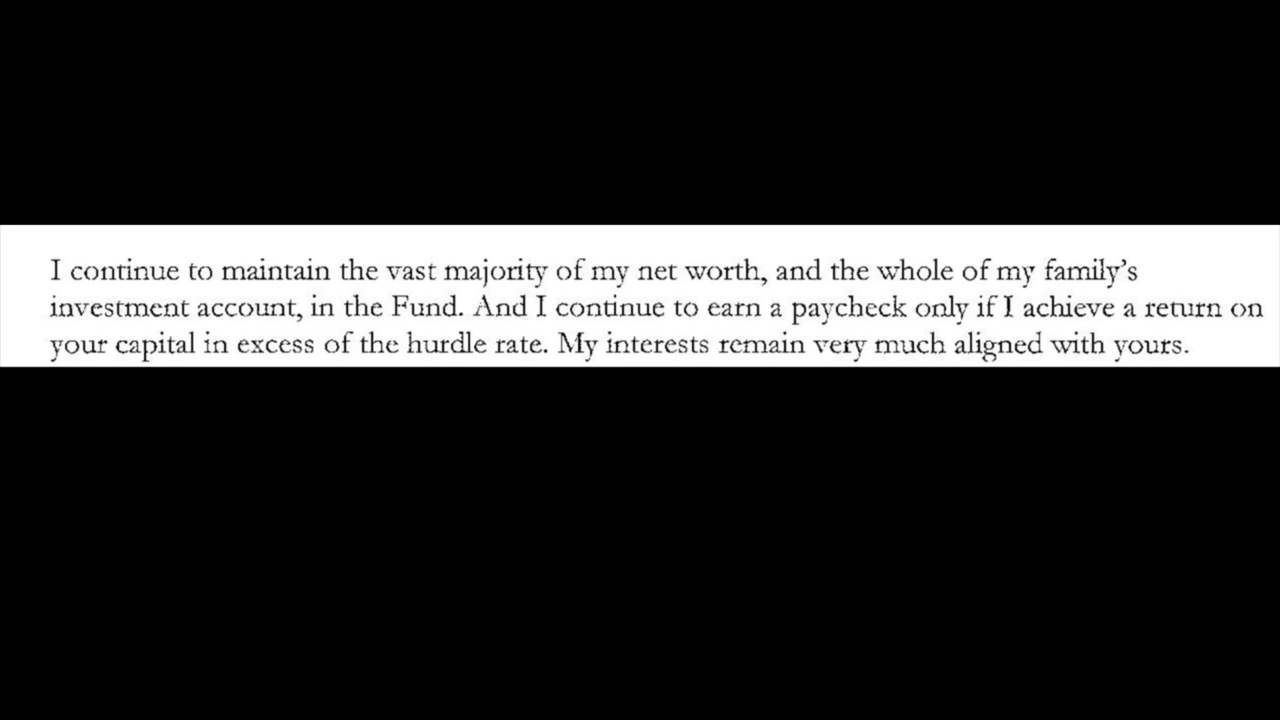 I continue to maintain the vast majority of my net worth, and the whole of my family's
investment account, in the Fund. And I continue to earn a paycheck only if I achieve a return on
your capital in excess of the hurdle rate. My interests remain very much aligned with yours.